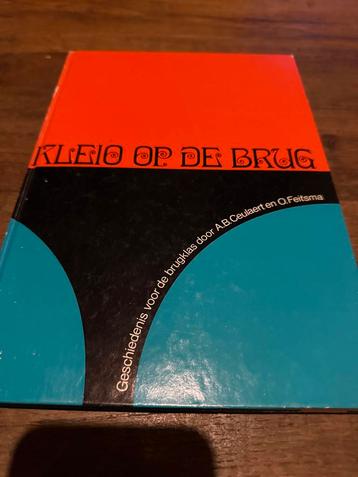 KLEIO OP DE BRUG
Geschiedenis voor de brugklas door A.B.Ceulaert en O.Feitsma